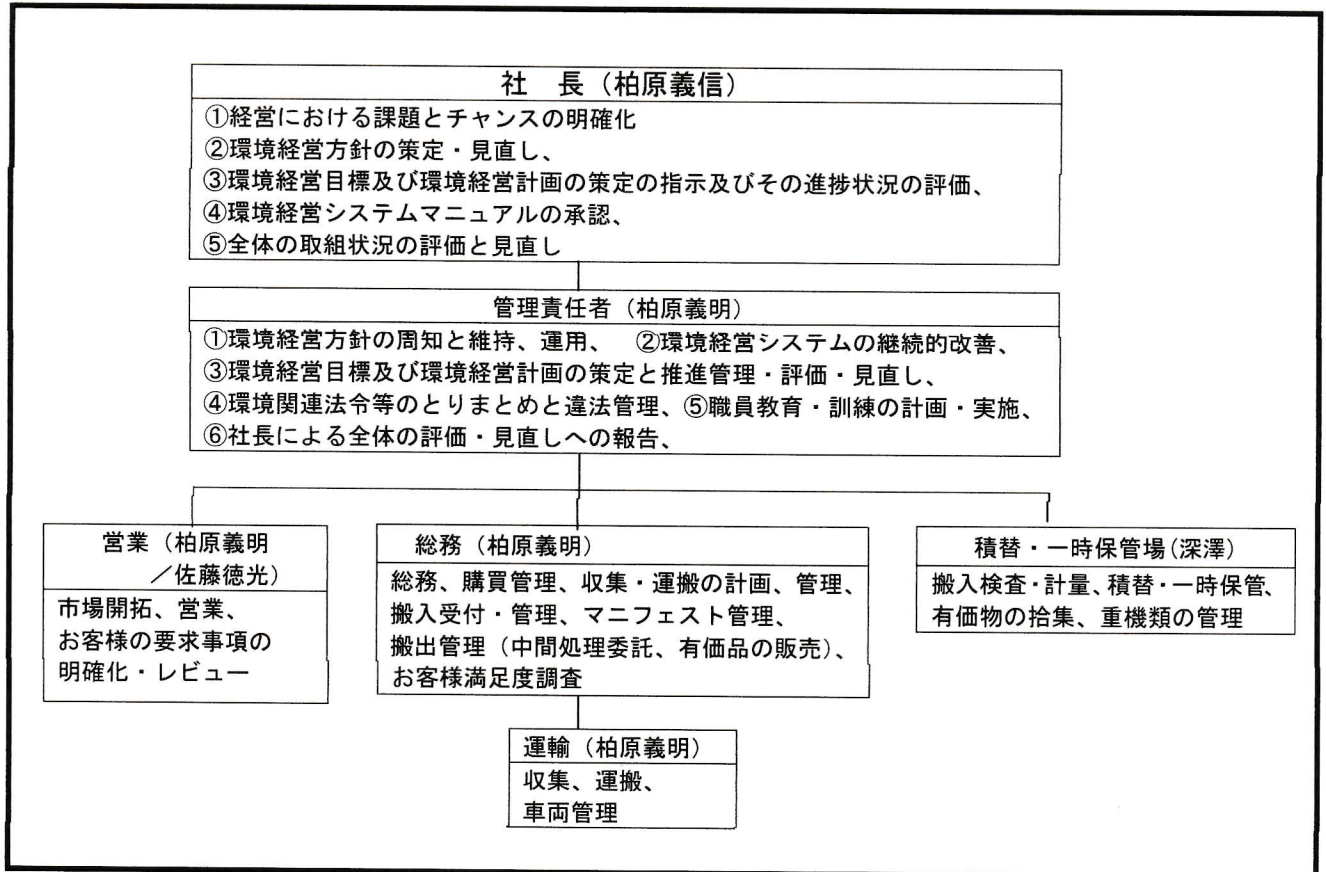 社　長（柏原義信）
①経営における課題とチャンスの明確化
②環境経営方針の策定・見直し、
③環境経営目標及び環境経営計画の策定の指示及びその進捗状況の評価、
④環境経営システムマニュアルの承認、
⑤全体の取組状況の評価と見直し
管理責任者（柏原義明）
①環境経営方針の周知と維持、運用、　②環境経営システムの継続的改善、
③環境経営目標及び環境経営計画の策定と推進管理・評価・見直し、
④環境関連法令等のとりまとめと違法管理、⑤職員教育・訓練の計画・実施、
⑥社長による全体の評価・見直しへの報告、
営業（柏原義明
／佐藤徳光）
市場開拓、営業、
お客様の要求事項の
明確化・レビュー
総務（柏原義明）
総務、購買管理、収集・運搬の計画、管理、
搬入受付・管理、マニフェスト管理、
搬出管理（中間処理委託、有価品の販売）、
お客様満足度調査
積替・一時保管場(深澤)
搬入検査・計量、積替・一時保管、
有価物の拾集、重機類の管理
運輸（柏原義明）
収集、運搬、
車両管理